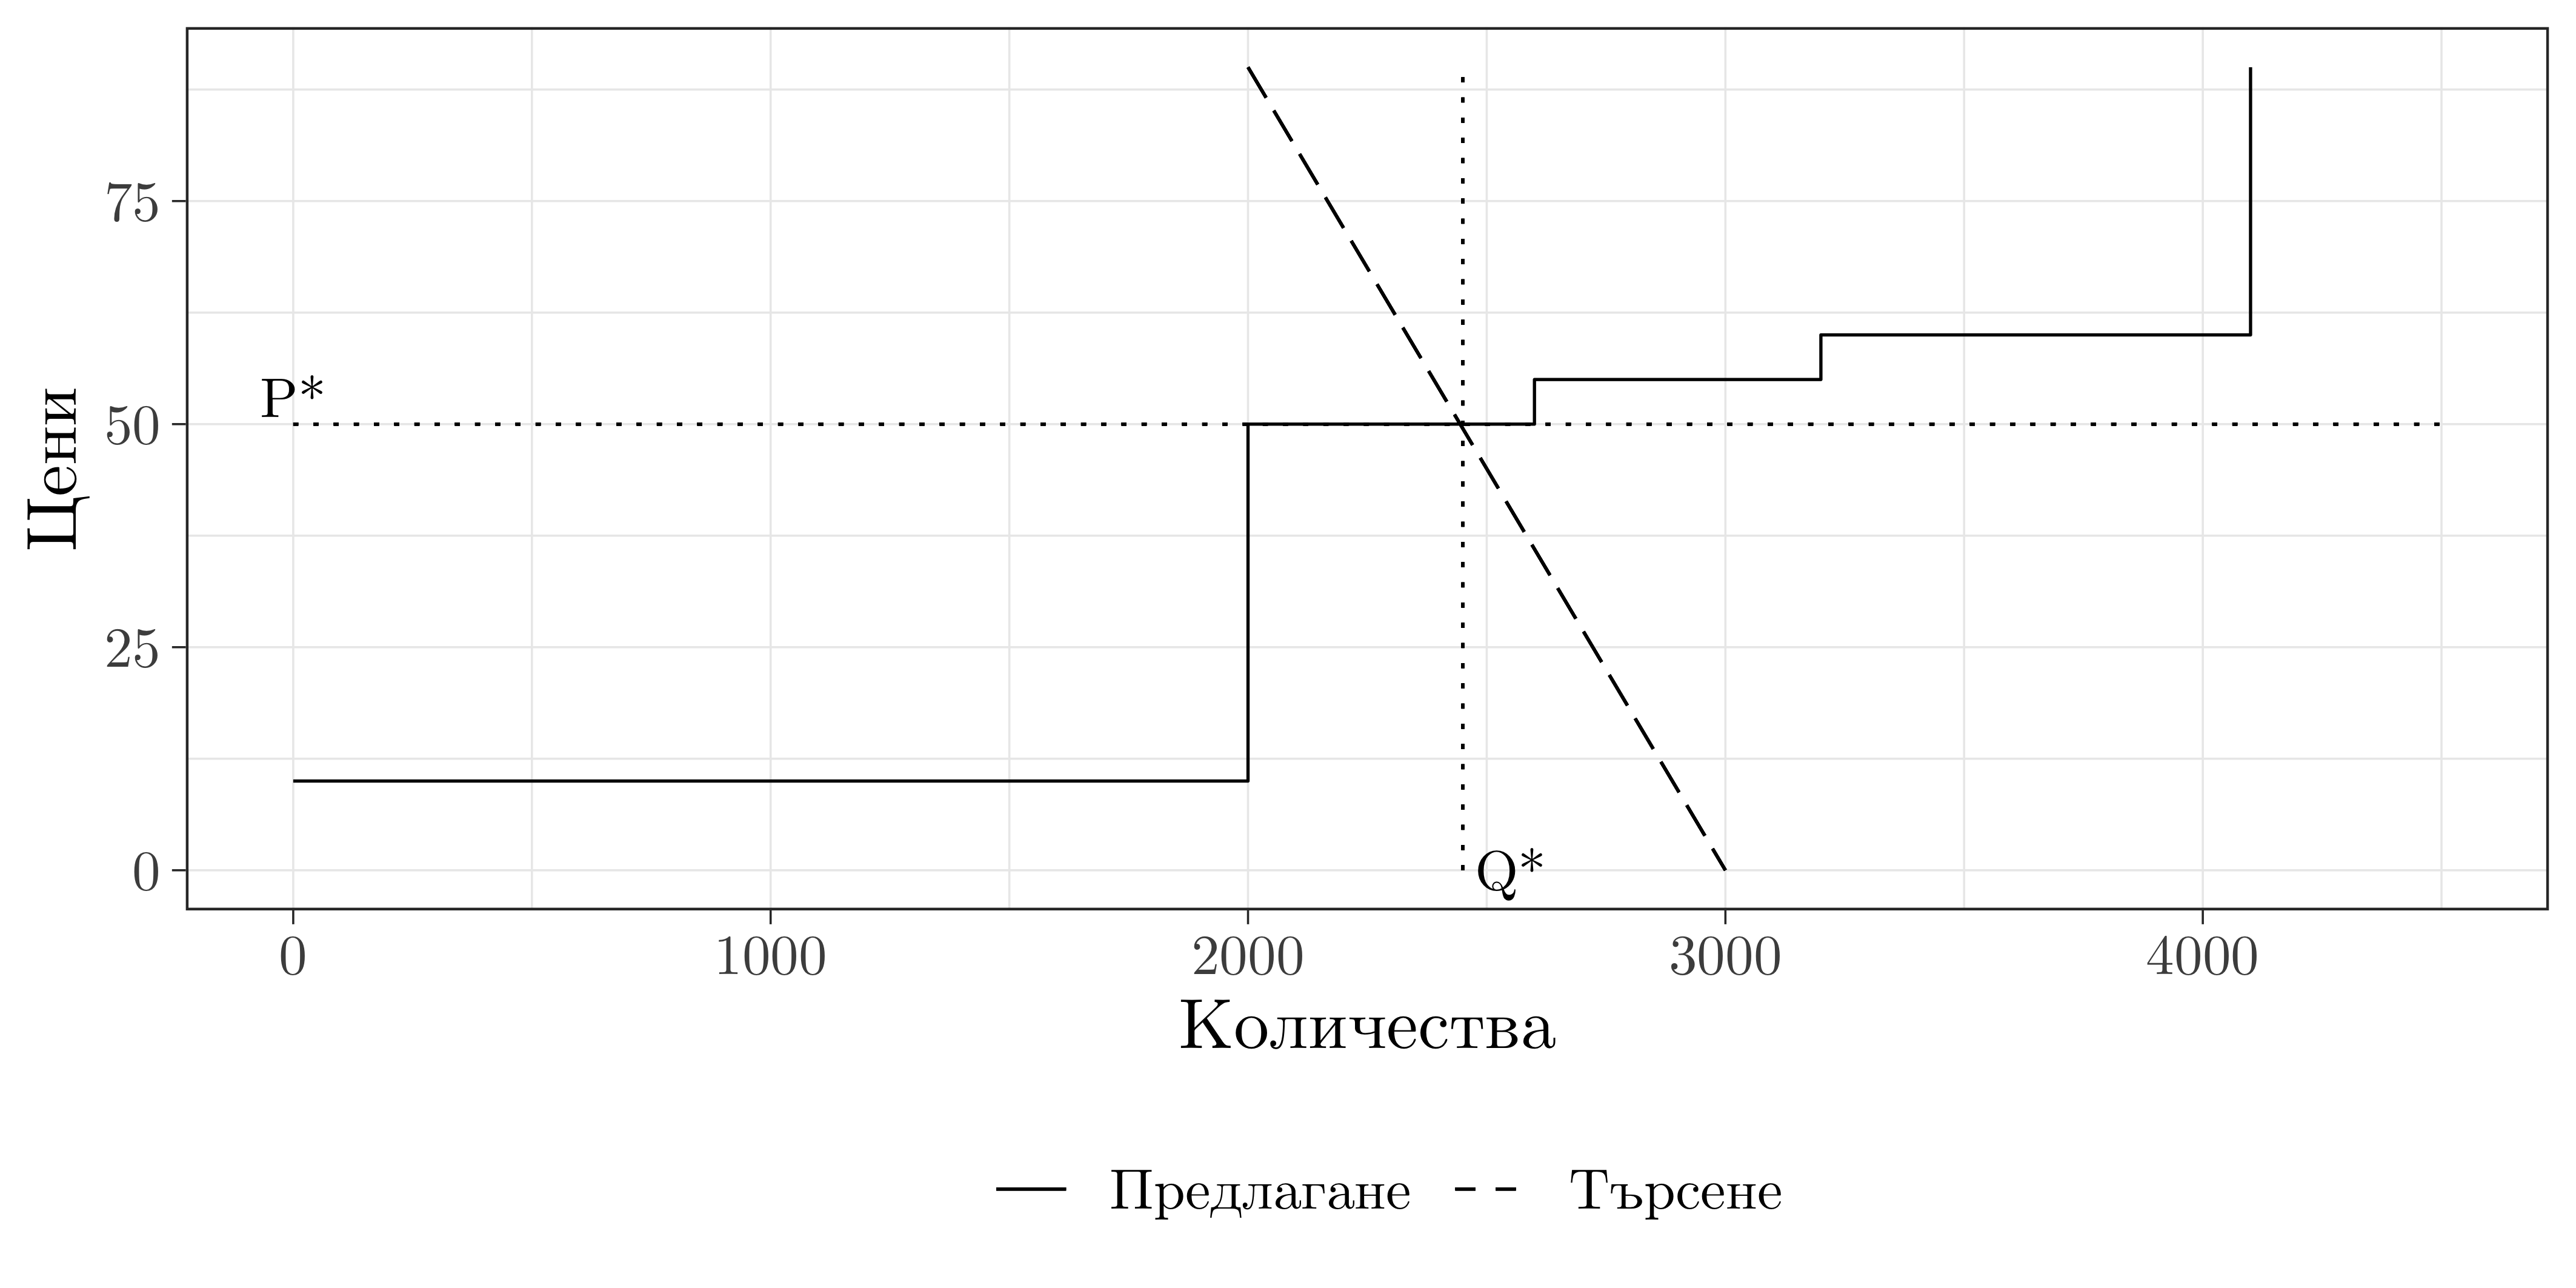 Цени
75
50
25
0
P*
Q*
0 1000 2000 3000 4000
Количества
Предлагане Търсене